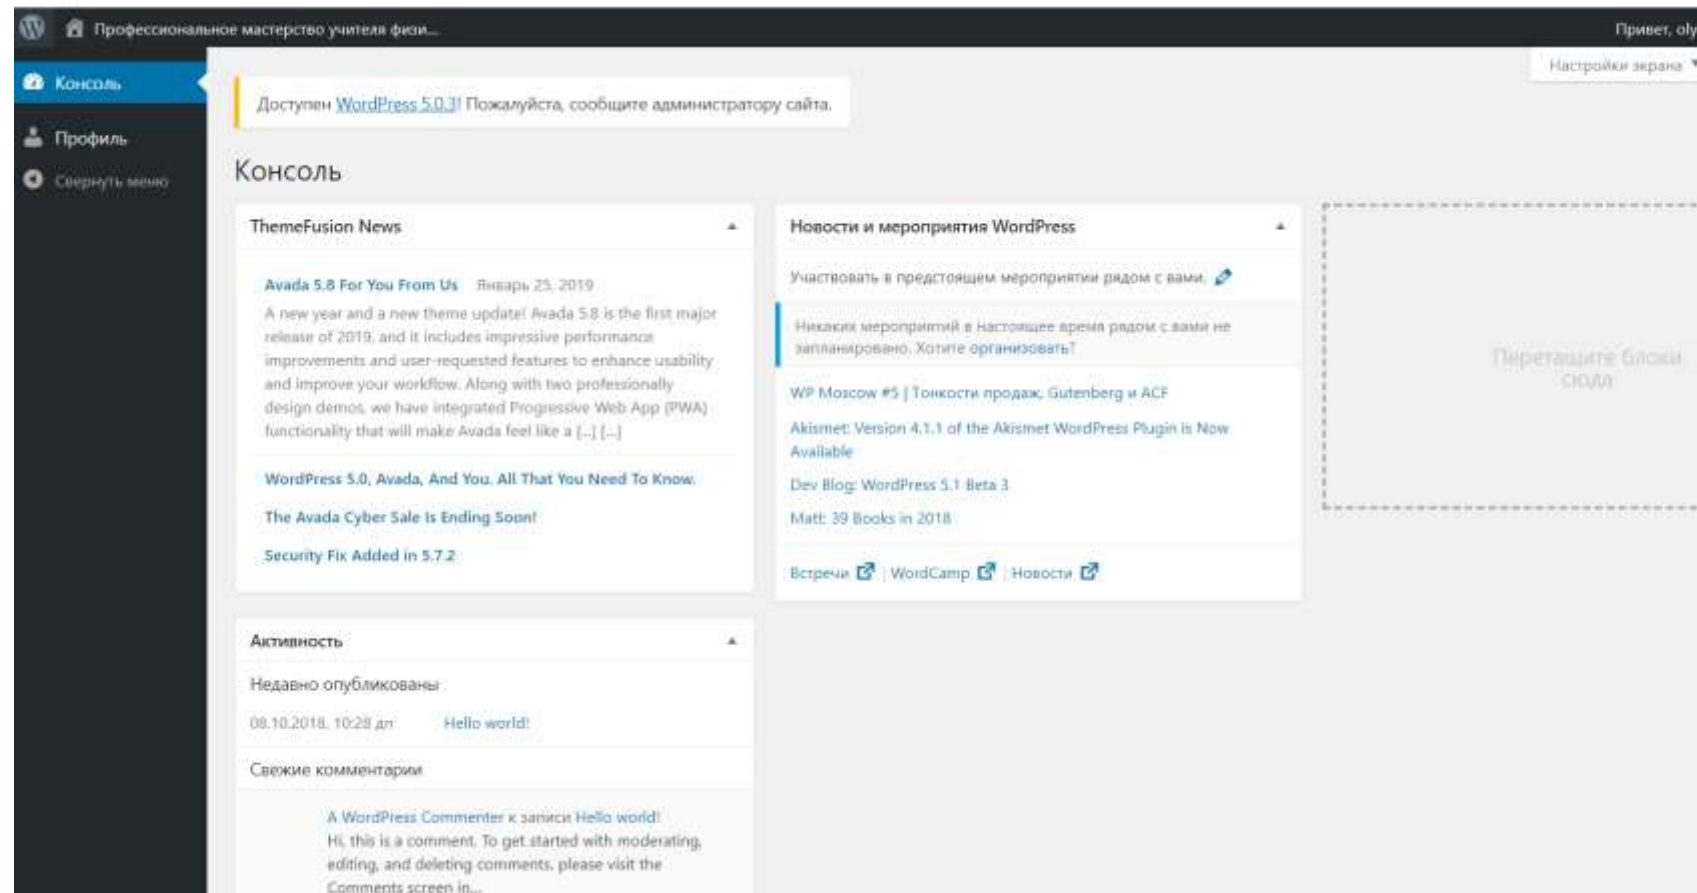 Профессиональное мастерство учителя физи...
Привет, oly
Консоль
Профиль
Свернуть меню
Настройки экрана
Доступен WordPress 5.0.3! Пожалуйста, сообщите администратору сайта.
Консоль
ThemeFusion News
Avada 5.8 For You From Us Январь 25, 2019
A new year and a new theme update! Avada 5.8 is the first major
release of 2019, and it includes impressive performance
improvements and user-requested features to enhance usability
and improve your workflow. Along with two professionally
design demos, we have integrated Progressive Web App (PWA)
functionality that will make Avada feel like a [...] [...]
WordPress 5.0, Avada, And You. All That You Need To Know.
The Avada Cyber Sale Is Ending Soon!
Security Fix Added in 5.7.2
Новости и мероприятия WordPress
Участвовать в предстоящем мероприятии рядом с вами.
Никаких мероприятий в настоящее время рядом с вами не
запланировано. Хотите организовать?
WP Moscow #5 | Тонкости продаж, Gutenberg и ACF
Akismet: Version 4.1.1 of the Akismet WordPress Plugin is Now
Available
Dev Blog: WordPress 5.1 Beta 3
Matt: 39 Books in 2018
Встречи | WordCamp | Новости
Перетащите блоки
сюда
Активность
Недавно опубликованы
08.10.2018, 10:28 дп Hello world!
Свежие комментарии
A WordPress Commenter к записи Hello world!
Hi, this is a comment. To get started with moderating,
editing, and deleting comments, please visit the
Comments screen in...